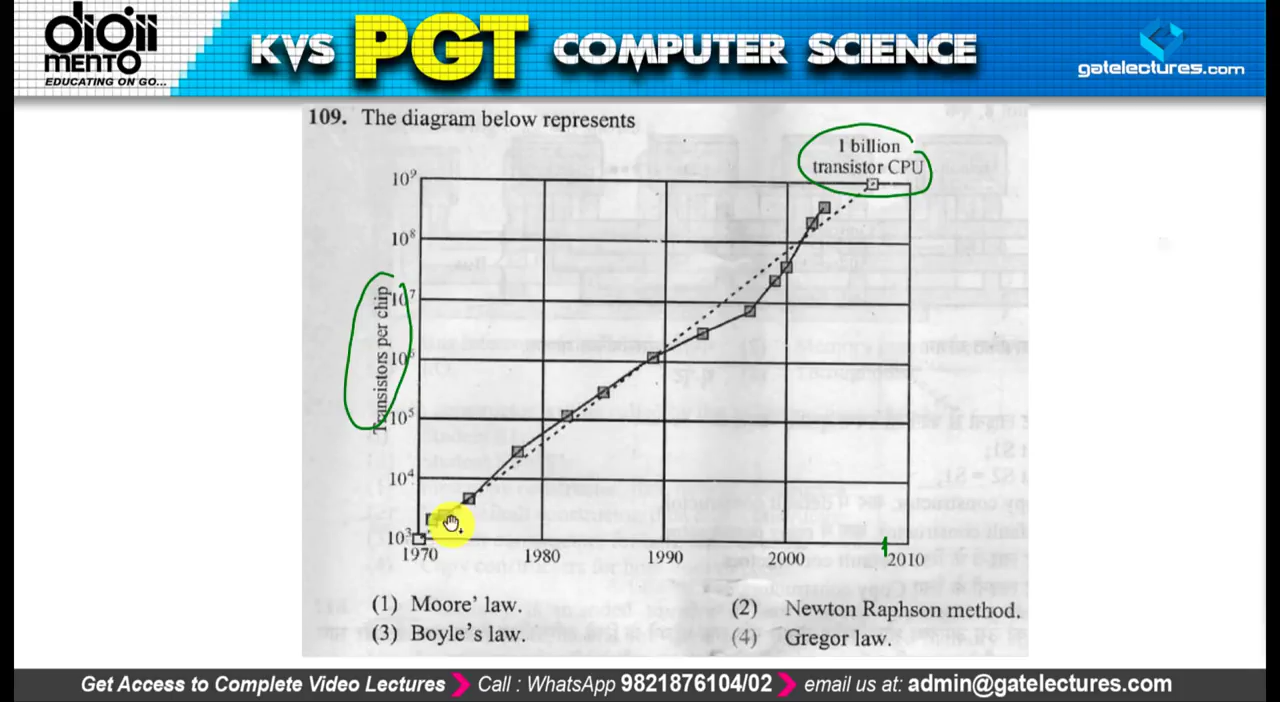 digii
MENTO
EDUCATING ON GO...
KVS PGT COMPUTER SCIENCE
gatelectures.com
109. The diagram below represents
1 billion
transistor CPU
10⁹
10⁸
10⁷
10⁶
10⁵
10⁴
10³
Transistors per chip
1970 1980 1990 2000 2010
(1) Moore' law. (2) Newton Raphson method.
(3) Boyle's law. (4) Gregor law.
Get Access to Complete Video Lectures Call : WhatsApp 9821876104/02 email us at: admin@gatelectures.com